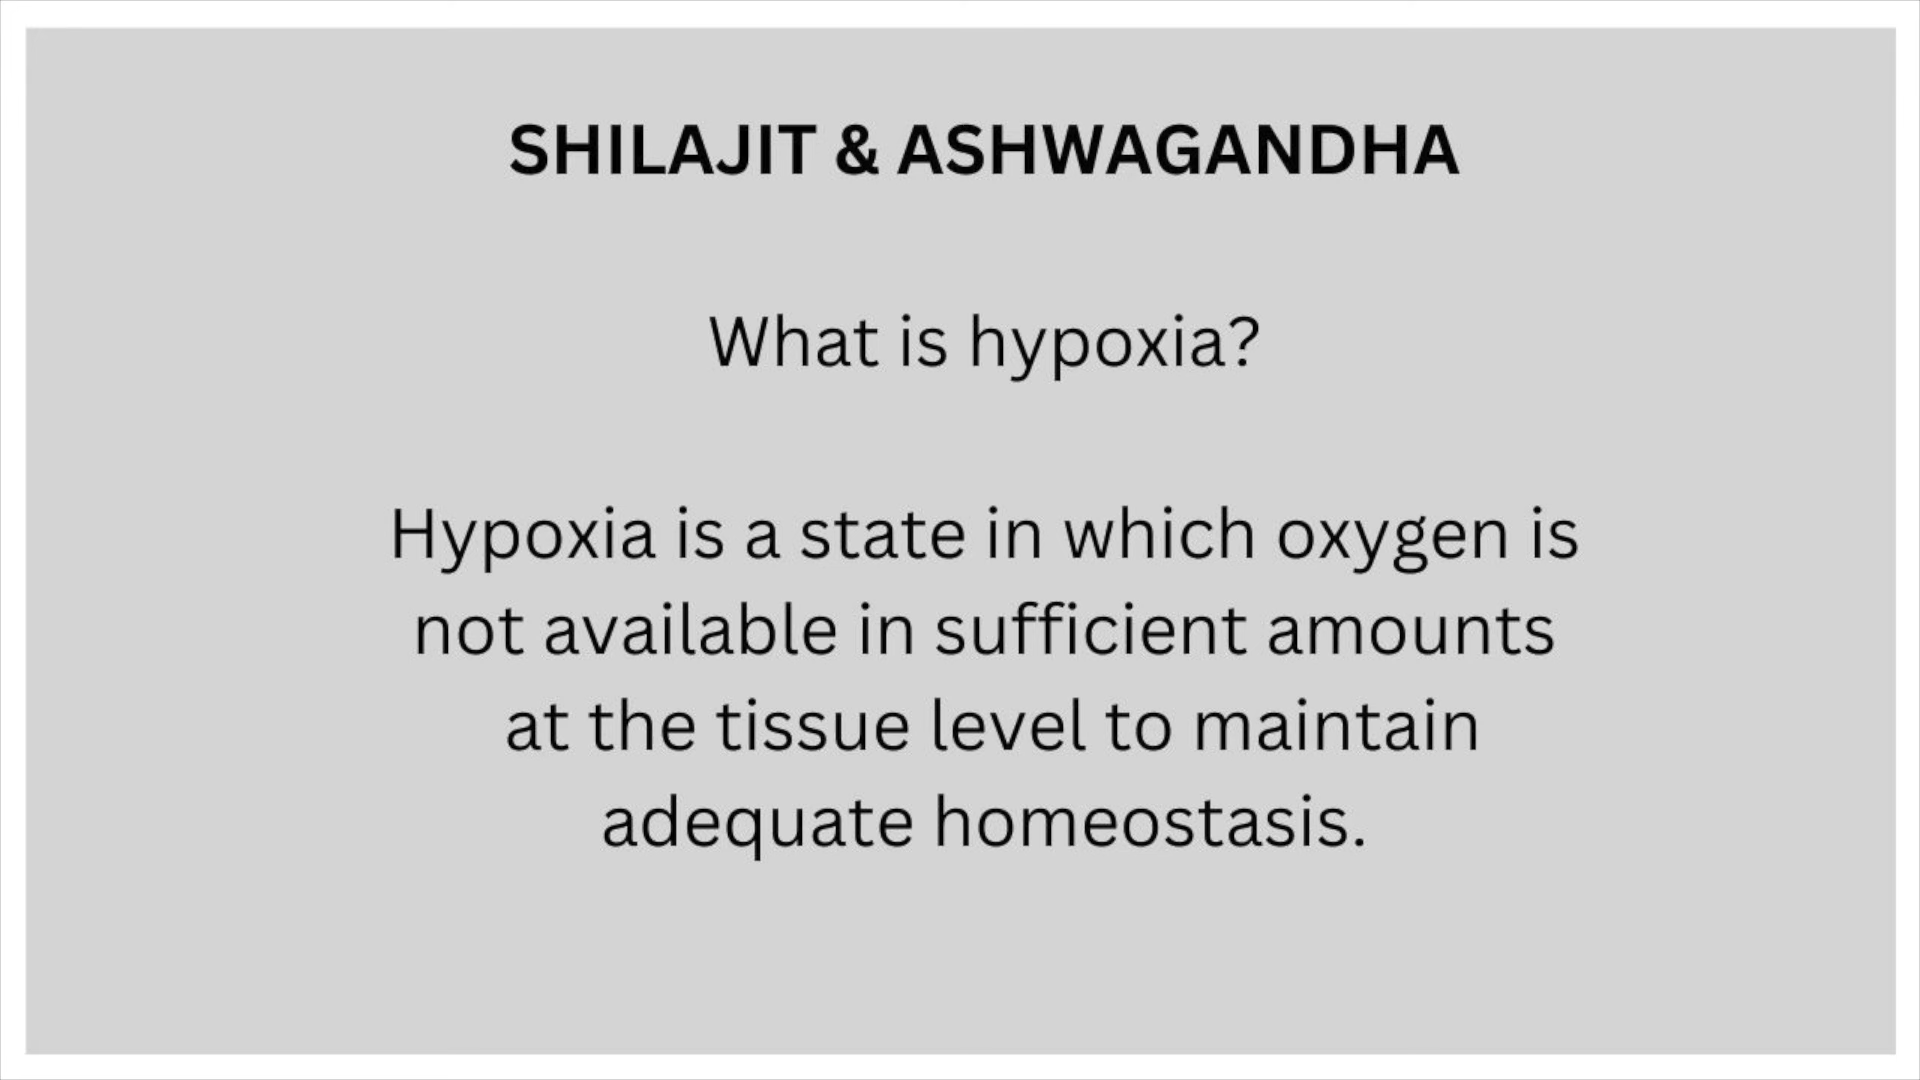 SHILAJIT & ASHWAGANDHA
What is hypoxia?
Hypoxia is a state in which oxygen is
not available in sufficient amounts
at the tissue level to maintain
adequate homeostasis.